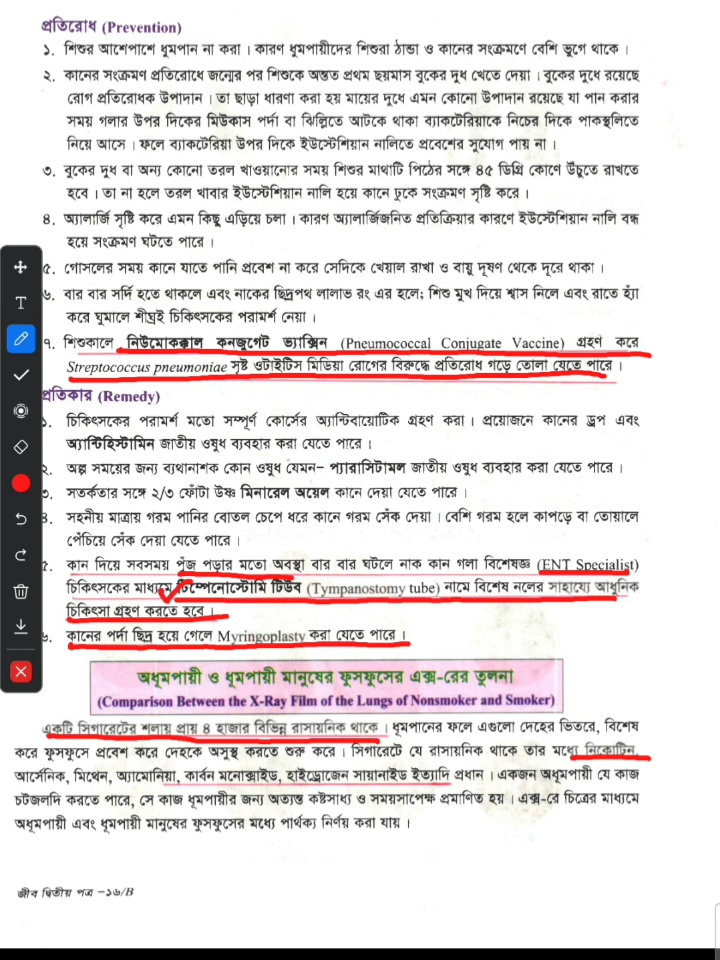 প্রতিরোধ (Prevention)
১. শিশুর আশেপাশে ধুমপান না করা। কারণ ধুমপায়ীদের শিশুরা ঠান্ডা ও কানের সংক্রমণে বেশি ভুগে থাকে।
২. কানের সংক্রমণ প্রতিরোধে জন্মের পর শিশুকে অন্তত প্রথম ছয়মাস বুকের দুধ খেতে দেয়া। বুকের দুধে রয়েছে
রোগ প্রতিরোধক উপাদান। তা ছাড়া ধারণা করা হয় মায়ের দুধে এমন কোনো উপাদান রয়েছে যা পান করার
সময় গলার উপর দিকের মিউকাস পর্দা বা ঝিল্লিতে আটকে থাকা ব্যাকটেরিয়াকে নিচের দিকে পাকস্থলিতে
নিয়ে আসে। ফলে ব্যাকটেরিয়া উপর দিকে ইউস্টেশিয়ান নালিতে প্রবেশের সুযোগ পায় না।
৩. বুকের দুধ বা অন্য কোনো তরল খাওয়ানোর সময় শিশুর মাথাটি পিঠের সঙ্গে ৪৫ ডিগ্রি কোণে উঁচুতে রাখতে
হবে। তা না হলে তরল খাবার ইউস্টেশিয়ান নালি হয়ে কানে ঢুকে সংক্রমণ সৃষ্টি করে।
৪. অ্যালার্জি সৃষ্টি করে এমন কিছু এড়িয়ে চলা। কারণ অ্যালার্জিজনিত প্রতিক্রিয়ার কারণে ইউস্টেশিয়ান নালি বন্ধ
হয়ে সংক্রমণ ঘটতে পারে।
৫. গোসলের সময় কানে যাতে পানি প্রবেশ না করে সেদিকে খেয়াল রাখা ও বায়ু দূষণ থেকে দূরে থাকা।
৬. বার বার সর্দি হতে থাকলে এবং নাকের ছিদ্রপথ লালাভ রং এর হলে; শিশু মুখ দিয়ে শ্বাস নিলে এবং রাতে হ্যাঁ
করে ঘুমালে শীঘ্রই চিকিৎসকের পরামর্শ নেয়া।
৭. শিশুকালে নিউমোকক্কাল কনজুগেট ভ্যাক্সিন (Pneumococcal Conjugate Vaccine) গ্রহণ করে
Streptococcus pneumoniae সৃষ্ট ওটাইটিস মিডিয়া রোগের বিরুদ্ধে প্রতিরোধ গড়ে তোলা যেতে পারে।
প্রতিকার (Remedy)
১. চিকিৎসকের পরামর্শ মতো সম্পূর্ণ কোর্সের অ্যান্টিবায়োটিক গ্রহণ করা। প্রয়োজনে কানের ড্রপ এবং
অ্যান্টিহিস্টামিন জাতীয় ওষুধ ব্যবহার করা যেতে পারে।
২. অল্প সময়ের জন্য ব্যথানাশক কোন ওষুধ যেমন– প্যারাসিটামল জাতীয় ওষুধ ব্যবহার করা যেতে পারে।
৩. সতর্কতার সঙ্গে ২/৩ ফোঁটা উষ্ণ মিনারেল অয়েল কানে দেয়া যেতে পারে।
৪. সহনীয় মাত্রায় গরম পানির বোতল চেপে ধরে কানে গরম সেঁক দেয়া। বেশি গরম হলে কাপড়ে বা তোয়ালে
পেঁচিয়ে সেঁক দেয়া যেতে পারে।
৫. কান দিয়ে সবসময় পুঁজ পড়ার মতো অবস্থা বার বার ঘটলে নাক কান গলা বিশেষজ্ঞ (ENT Specialist)
চিকিৎসকের মাধ্যমে টিম্পেনোস্টোমি টিউব (Tympanostomy tube) নামে বিশেষ নলের সাহায্যে আধুনিক
চিকিৎসা গ্রহণ করতে হবে।
৬. কানের পর্দা ছিদ্র হয়ে গেলে Myringoplasty করা যেতে পারে।
অধূমপায়ী ও ধূমপায়ী মানুষের ফুসফুসের এক্স-রের তুলনা
(Comparison Between the X-Ray Film of the Lungs of Nonsmoker and Smoker)
একটি সিগারেটের শলায় প্রায় ৪ হাজার বিভিন্ন রাসায়নিক থাকে। ধূমপানের ফলে এগুলো দেহের ভিতরে, বিশেষ
করে ফুসফুসে প্রবেশ করে দেহকে অসুস্থ করতে শুরু করে। সিগারেটে যে রাসায়নিক থাকে তার মধ্যে নিকোটিন,
আর্সেনিক, মিথেন, অ্যামোনিয়া, কার্বন মনোক্সাইড, হাইড্রোজেন সায়ানাইড ইত্যাদি প্রধান। একজন অধূমপায়ী যে কাজ
চটজলদি করতে পারে, সে কাজ ধূমপায়ীর জন্য অত্যন্ত কষ্টসাধ্য ও সময়সাপেক্ষ প্রমাণিত হয়। এক্স-রে চিত্রের মাধ্যমে
অধূমপায়ী এবং ধূমপায়ী মানুষের ফুসফুসের মধ্যে পার্থক্য নির্ণয় করা যায়।
জীব দ্বিতীয় পত্র –১৬/B